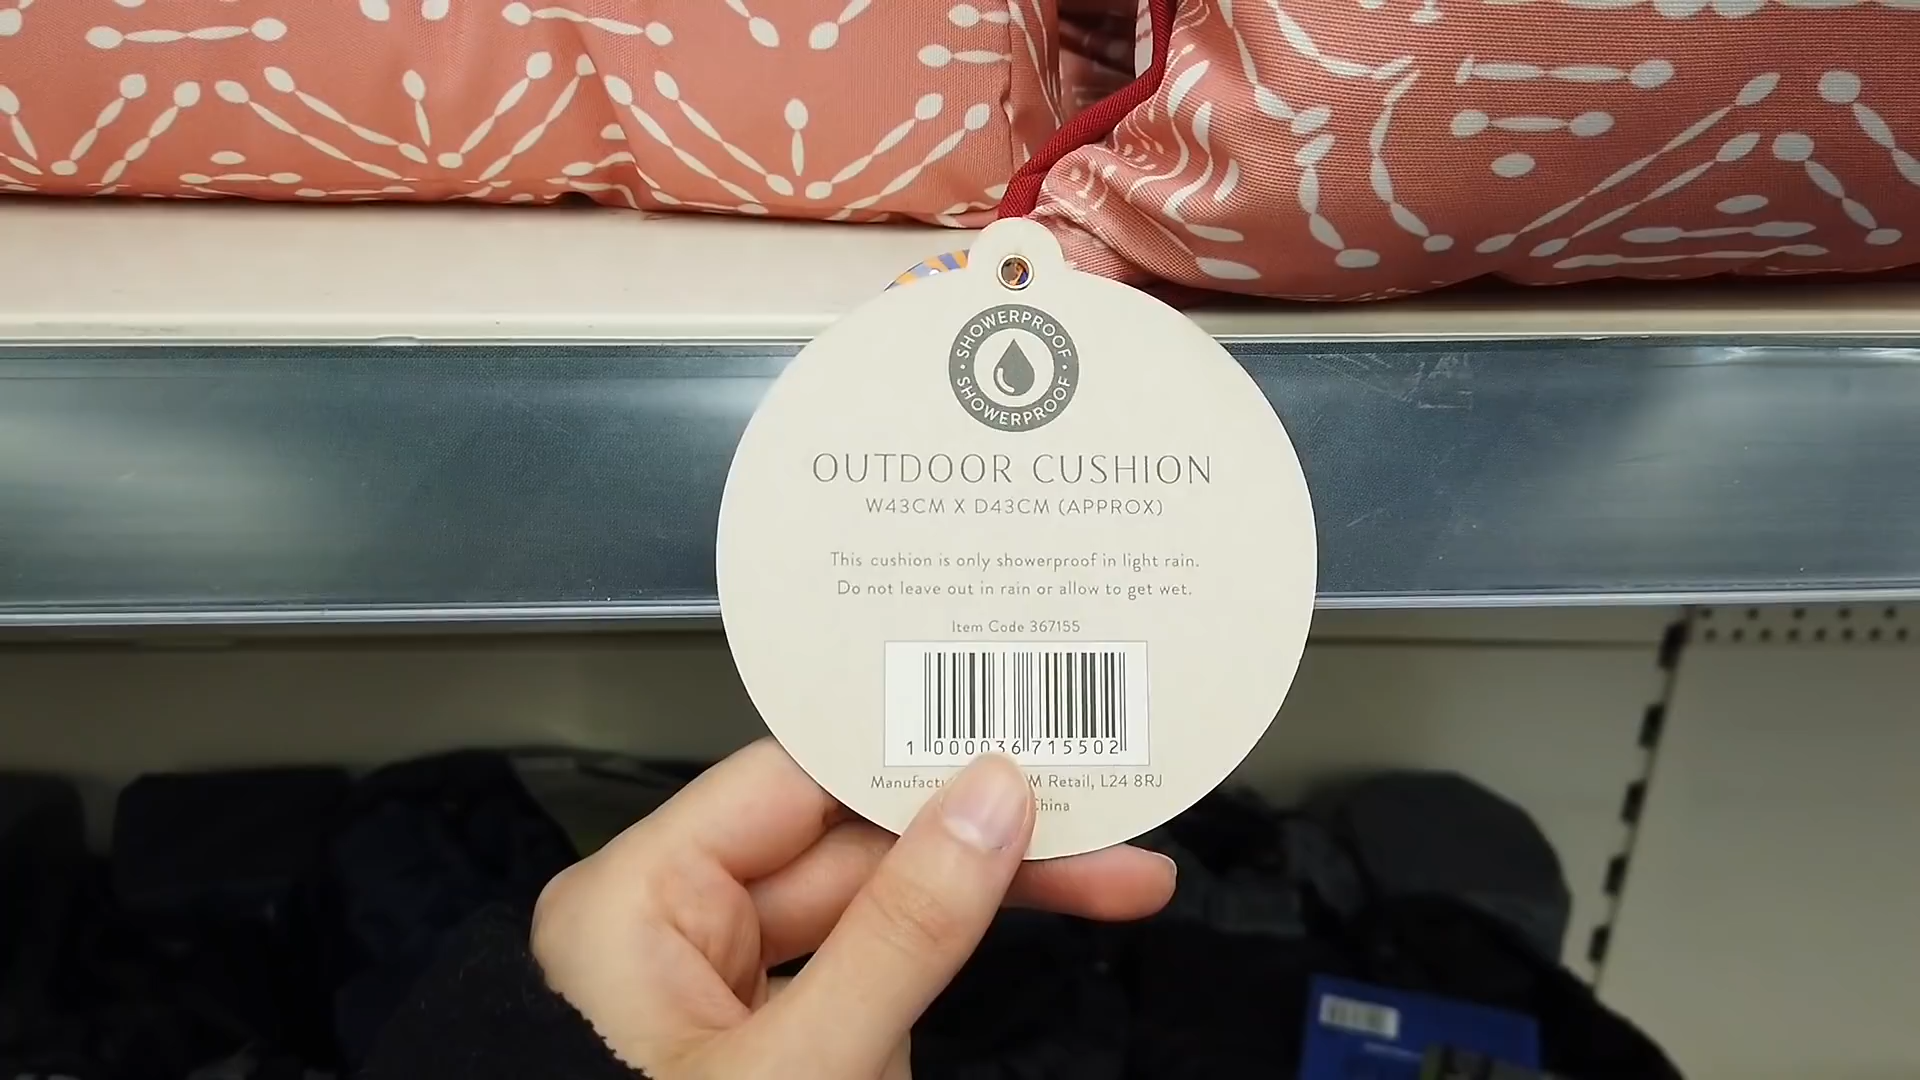 SHOWERPROOF
SHOWERPROOF
OUTDOOR CUSHION
W43CM X D43CM (APPROX)
This cushion is only showerproof in light rain.
Do not leave out in rain or allow to get wet.
Item Code 367155
1 000036 715502
M Retail, L24 8RJ
China